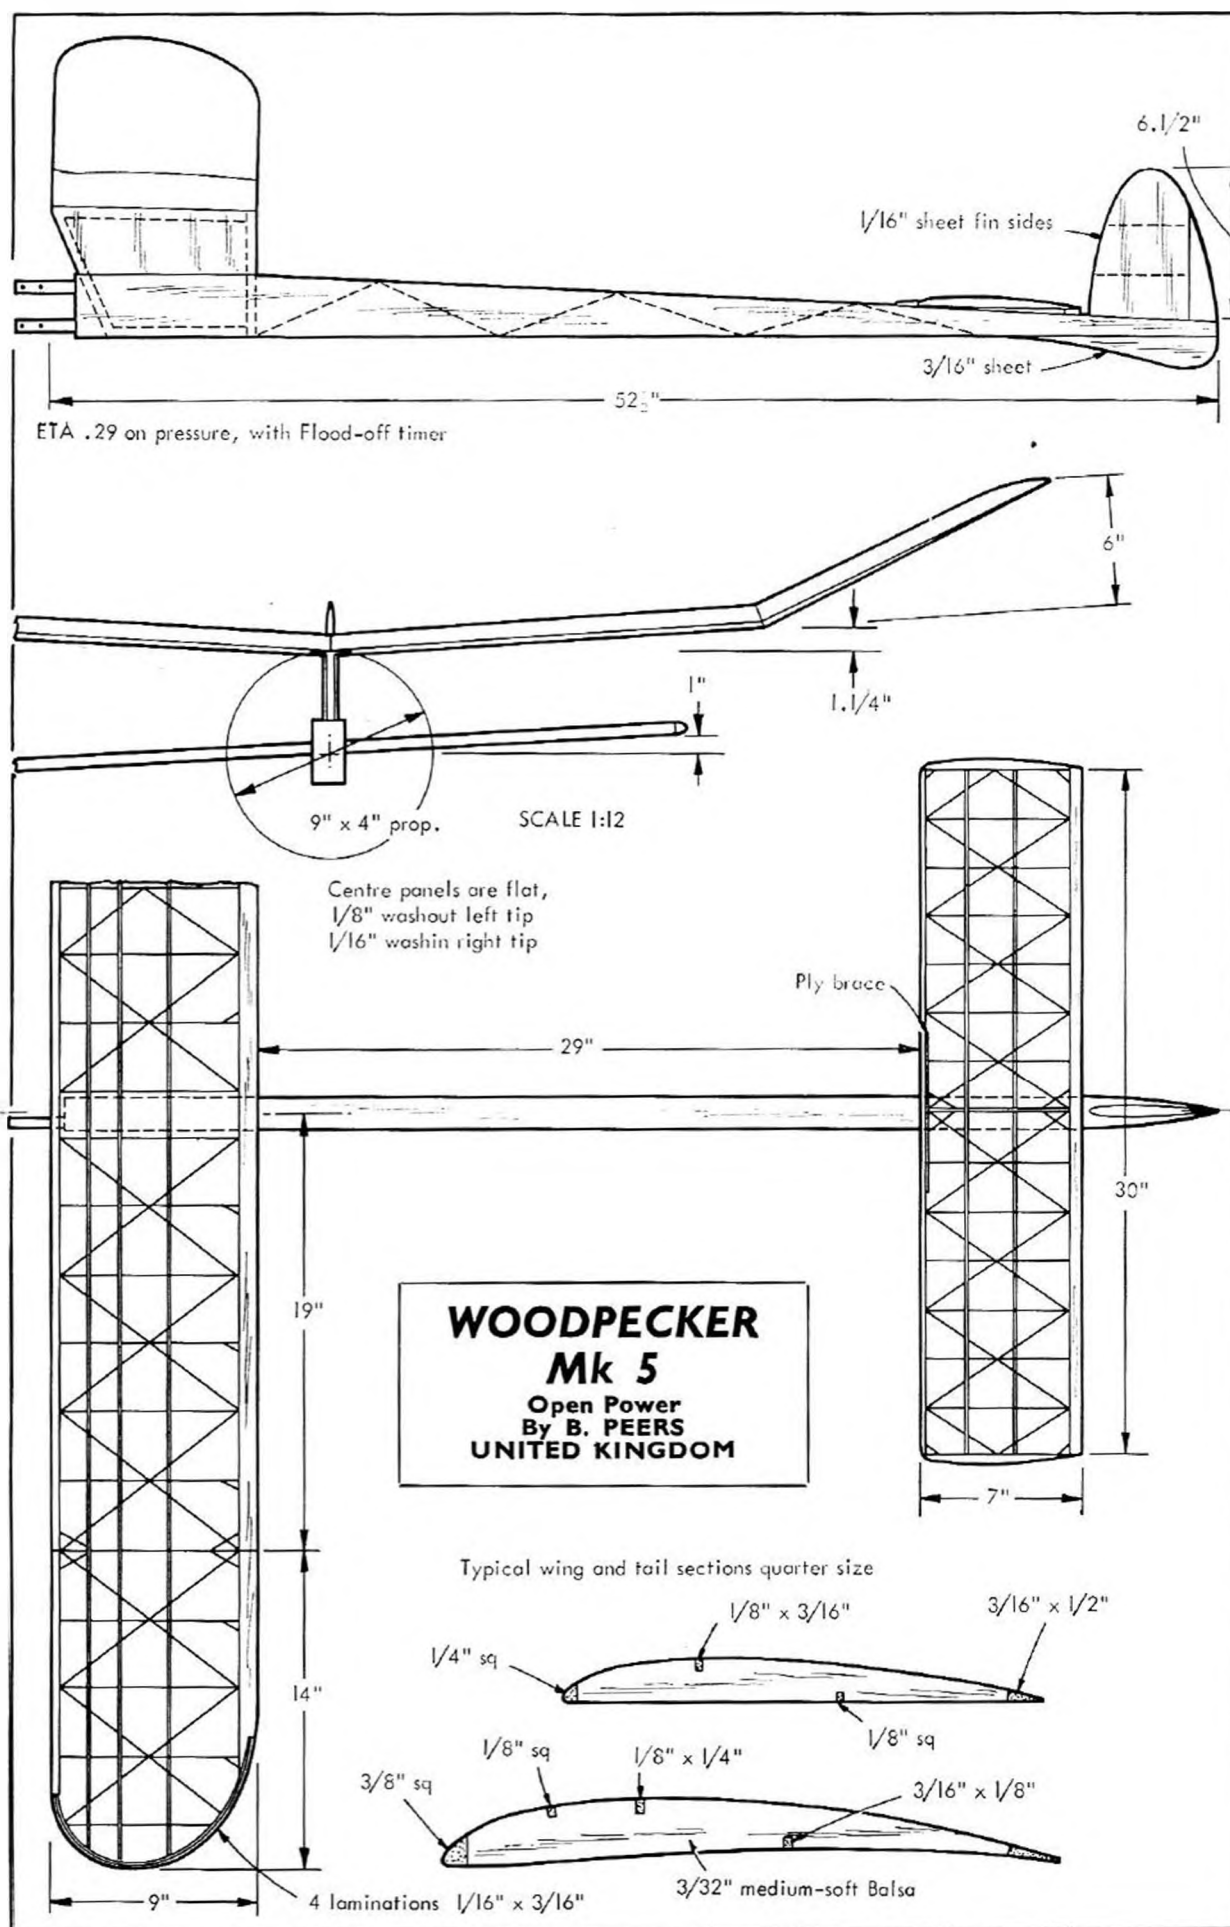 6.1/2"
1/16" sheet fin sides
3/16" sheet
52½"
ETA .29 on pressure, with Flood-off timer
6"
1"
1.1/4"
9" x 4" prop.
SCALE 1:12
Centre panels are flat,
1/8" washout left tip
1/16" washin right tip
Ply brace
29"
30"
19"
WOODPECKER
Mk 5
Open Power
By B. PEERS
UNITED KINGDOM
7"
Typical wing and tail sections quarter size
1/8" x 3/16"
3/16" x 1/2"
1/4" sq
14"
1/8" sq
1/8" sq
1/8" x 1/4"
3/8" sq
3/16" x 1/8"
3/32" medium-soft Balsa
9"
4 laminations 1/16" x 3/16"